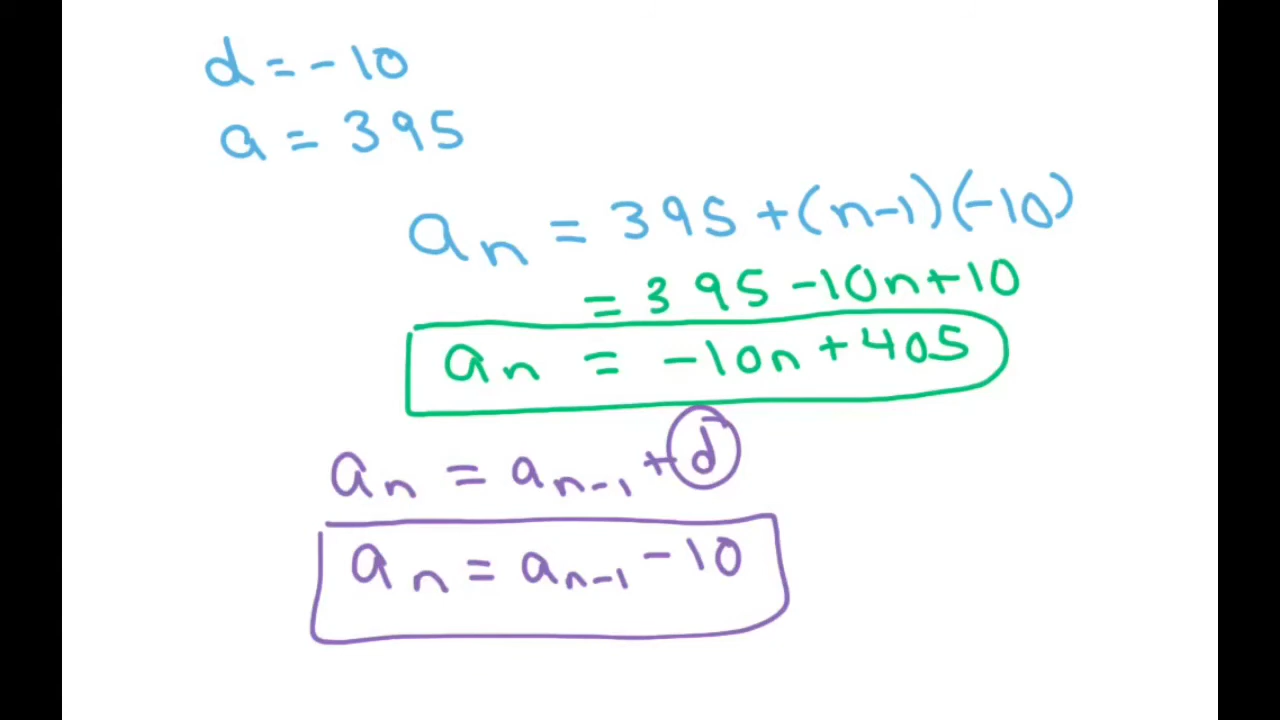 d = -10
a = 395
an = 395 + (n-1)(-10)
= 395 -10n+10
an = -10n + 405
an = an-1 + d
an = an-1 - 10